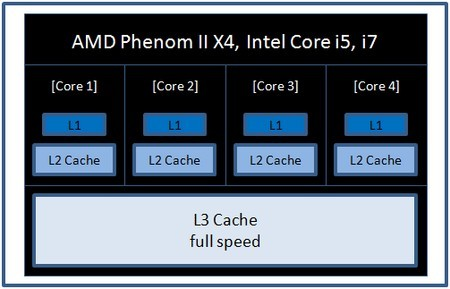 AMD Phenom II X4, Intel Core i5, i7
[Core 1] [Core 2] [Core 3] [Core 4]
L1 L1 L1 L1
L2 Cache L2 Cache L2 Cache L2 Cache
L3 Cache
full speed